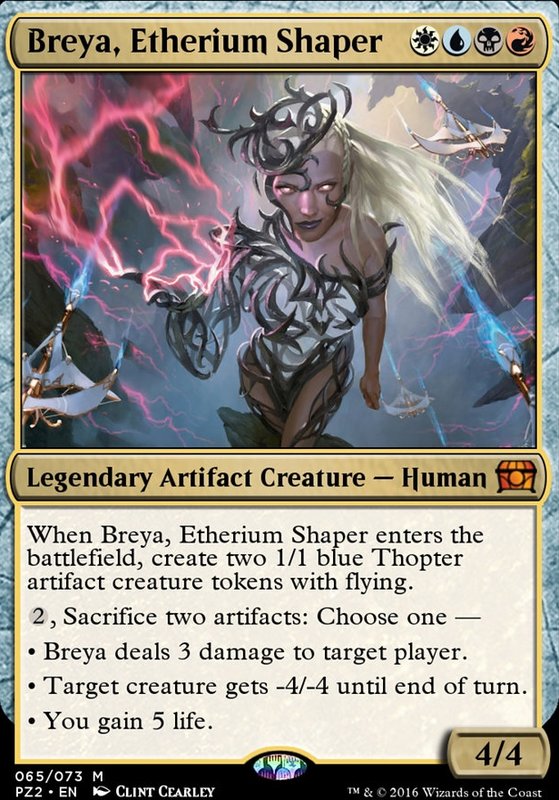 Breya, Etherium Shaper
Legendary Artifact Creature — Human
When Breya, Etherium Shaper enters the
battlefield, create two 1/1 blue Thopter
artifact creature tokens with flying.
2, Sacrifice two artifacts: Choose one —
• Breya deals 3 damage to target player.
• Target creature gets -4/-4 until end of turn.
• You gain 5 life.
4/4
065/073 M
PZ2 • EN Clint Cearley
™ & © 2016 Wizards of the Coast